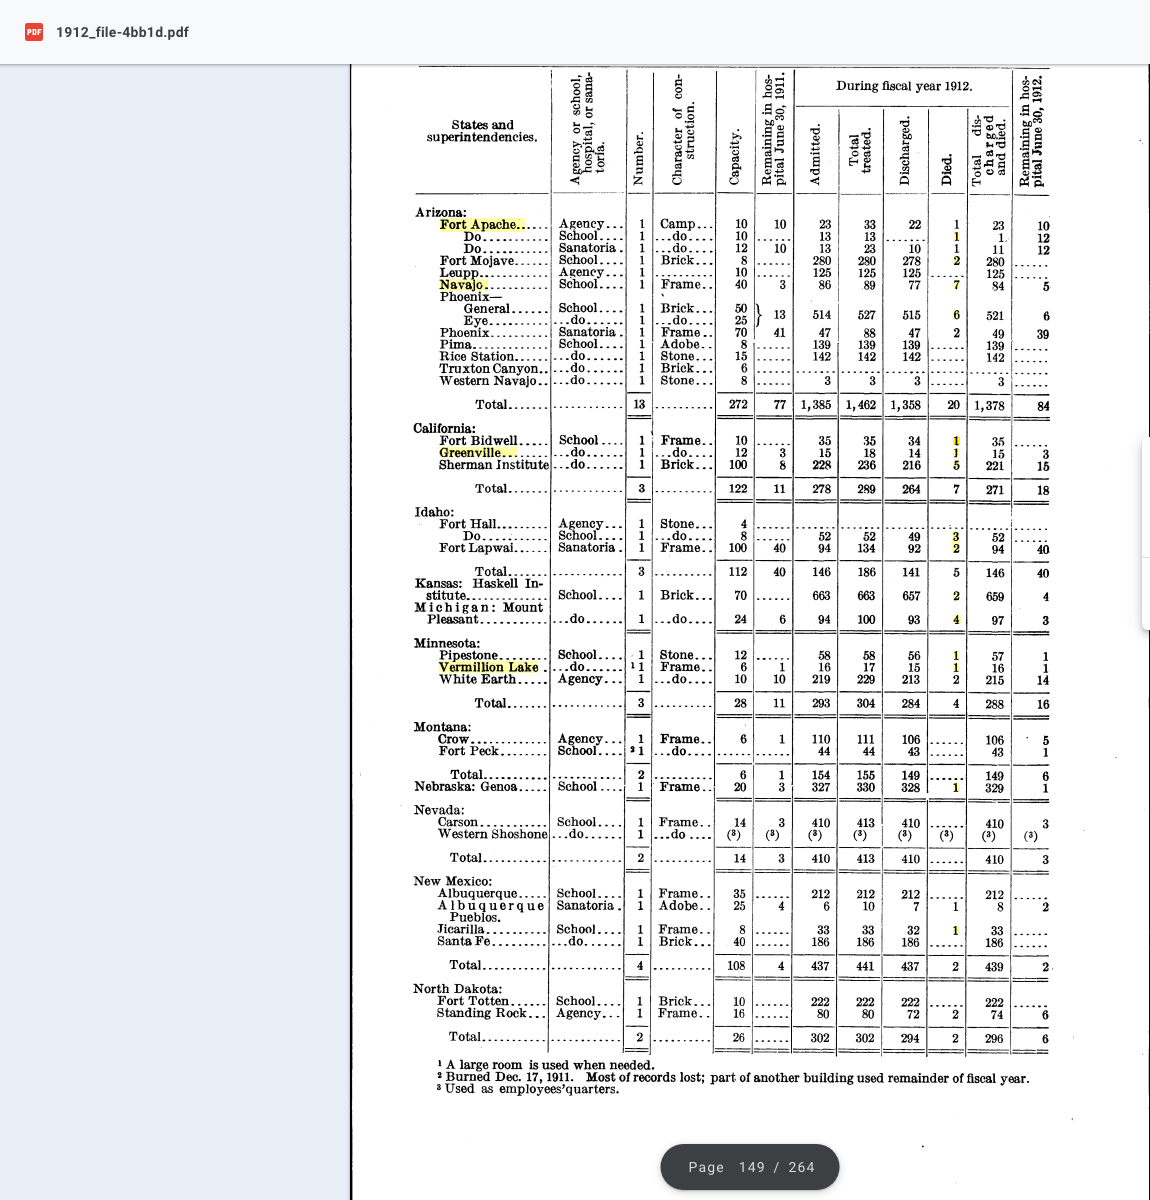 1912_file-4bb1d.pdf
States and superintendencies. Agency or school, hospital, or sanatoria. Number. Character of construction. Capacity. Remaining in hospital June 30, 1911. During fiscal year 1912. Remaining in hospital June 30, 1912.
Admitted. Total treated. Discharged. Died. Total discharged and died.
Arizona:
Fort Apache...... Agency... 1 Camp... 10 10 23 33 22 1 23 10
Do........... School.... 1 ...do.... 10 ...... 13 13 ........ 1 1 12
Do........... Sanatoria. 1 ...do.... 12 10 13 23 10 1 11 12
Fort Mojave...... School.... 1 Brick... 8 ...... 280 280 278 2 280 ......
Leupp........... Agency... 1 .......... 10 ...... 125 125 125 ...... 125 ......
Navajo.......... School.... 1 Frame.. 40 3 86 89 77 7 84 5
Phoenix—
General...... School.... 1 Brick... 50 } 13 514 527 515 6 521 6
Eye.......... ...do...... 1 ...do.... 25
Phoenix.......... Sanatoria. 1 Frame.. 70 41 47 88 47 2 49 39
Pima............. School.... 1 Adobe.. 8 ...... 139 139 139 ...... 139 ......
Rice Station...... ...do...... 1 Stone... 15 ...... 142 142 142 ...... 142 ......
Truxton Canyon.. ...do...... 1 Brick... 6 ...... ........ ........ ........ ...... ........ ......
Western Navajo.. ...do...... 1 Stone... 8 ...... 3 3 3 ...... 3 ......
Total....... ........... 13 .......... 272 77 1,385 1,462 1,358 20 1,378 84
California:
Fort Bidwell..... School.... 1 Frame.. 10 ...... 35 35 34 1 35 ......
Greenville....... ...do...... 1 ...do.... 12 3 15 18 14 1 15 3
Sherman Institute ...do...... 1 Brick... 100 8 228 236 216 5 221 15
Total....... ........... 3 .......... 122 11 278 289 264 7 271 18
Idaho:
Fort Hall......... Agency... 1 Stone... 4 ...... ........ ........ ........ ...... ........ ......
Do........... School.... 1 ...do.... 8 ...... 52 52 49 3 52 ......
Fort Lapwai...... Sanatoria. 1 Frame.. 100 40 94 134 92 2 94 40
Total....... ........... 3 .......... 112 40 146 186 141 5 146 40
Kansas: Haskell In-
stitute............. School.... 1 Brick... 70 ...... 663 663 657 2 659 4
Michigan: Mount
Pleasant........... ...do...... 1 ...do.... 24 6 94 100 93 4 97 3
Minnesota:
Pipestone........ School.... 1 Stone... 12 ...... 58 58 56 1 57 1
Vermillion Lake . ...do...... ¹1 Frame.. 6 1 16 17 15 1 16 1
White Earth..... Agency... 1 ...do.... 10 10 219 229 213 2 215 14
Total....... ........... 3 .......... 28 11 293 304 284 4 288 16
Montana:
Crow............. Agency... 1 Frame.. 6 1 110 111 106 ...... 106 5
Fort Peck........ School.... ²1 ...do.... ...... ...... 44 44 43 ...... 43 1
Total........... ........... 2 .......... 6 1 154 155 149 ...... 149 6
Nebraska: Genoa..... School.... 1 Frame.. 20 3 327 330 328 1 329 1
Nevada:
Carson........... School.... 1 Frame.. 14 3 410 413 410 ...... 410 3
Western Shoshone ...do...... 1 ...do .... (³) (³) (³) (³) (³) (³) (³) (³)
Total........... ........... 2 .......... 14 3 410 413 410 ...... 410 3
New Mexico:
Albuquerque..... School.... 1 Frame.. 35 ...... 212 212 212 ...... 212 ......
Albuquerque Sanatoria. 1 Adobe.. 25 4 6 10 7 1 8 2
Pueblos.
Jicarilla........... School.... 1 Frame.. 8 ...... 33 33 32 1 33 ......
Santa Fe.......... ...do...... 1 Brick... 40 ...... 186 186 186 ...... 186 ......
Total........... ........... 4 .......... 108 4 437 441 437 2 439 2
North Dakota:
Fort Totten...... School.... 1 Brick... 10 ...... 222 222 222 ...... 222 ......
Standing Rock... Agency... 1 Frame.. 16 ...... 80 80 72 2 74 6
Total........... ........... 2 .......... 26 ...... 302 302 294 2 296 6
¹ A large room is used when needed.
² Burned Dec. 17, 1911. Most of records lost; part of another building used remainder of fiscal year.
³ Used as employees' quarters.
Page 149 / 264